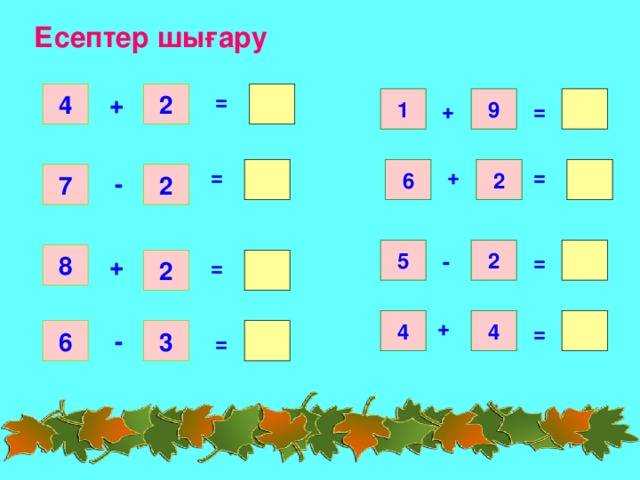 Есептер шығару
4 + 2 =
7 - 2 =
8 + 2 =
6 - 3 =
1 + 9 =
6 + 2 =
5 - 2 =
4 + 4 =